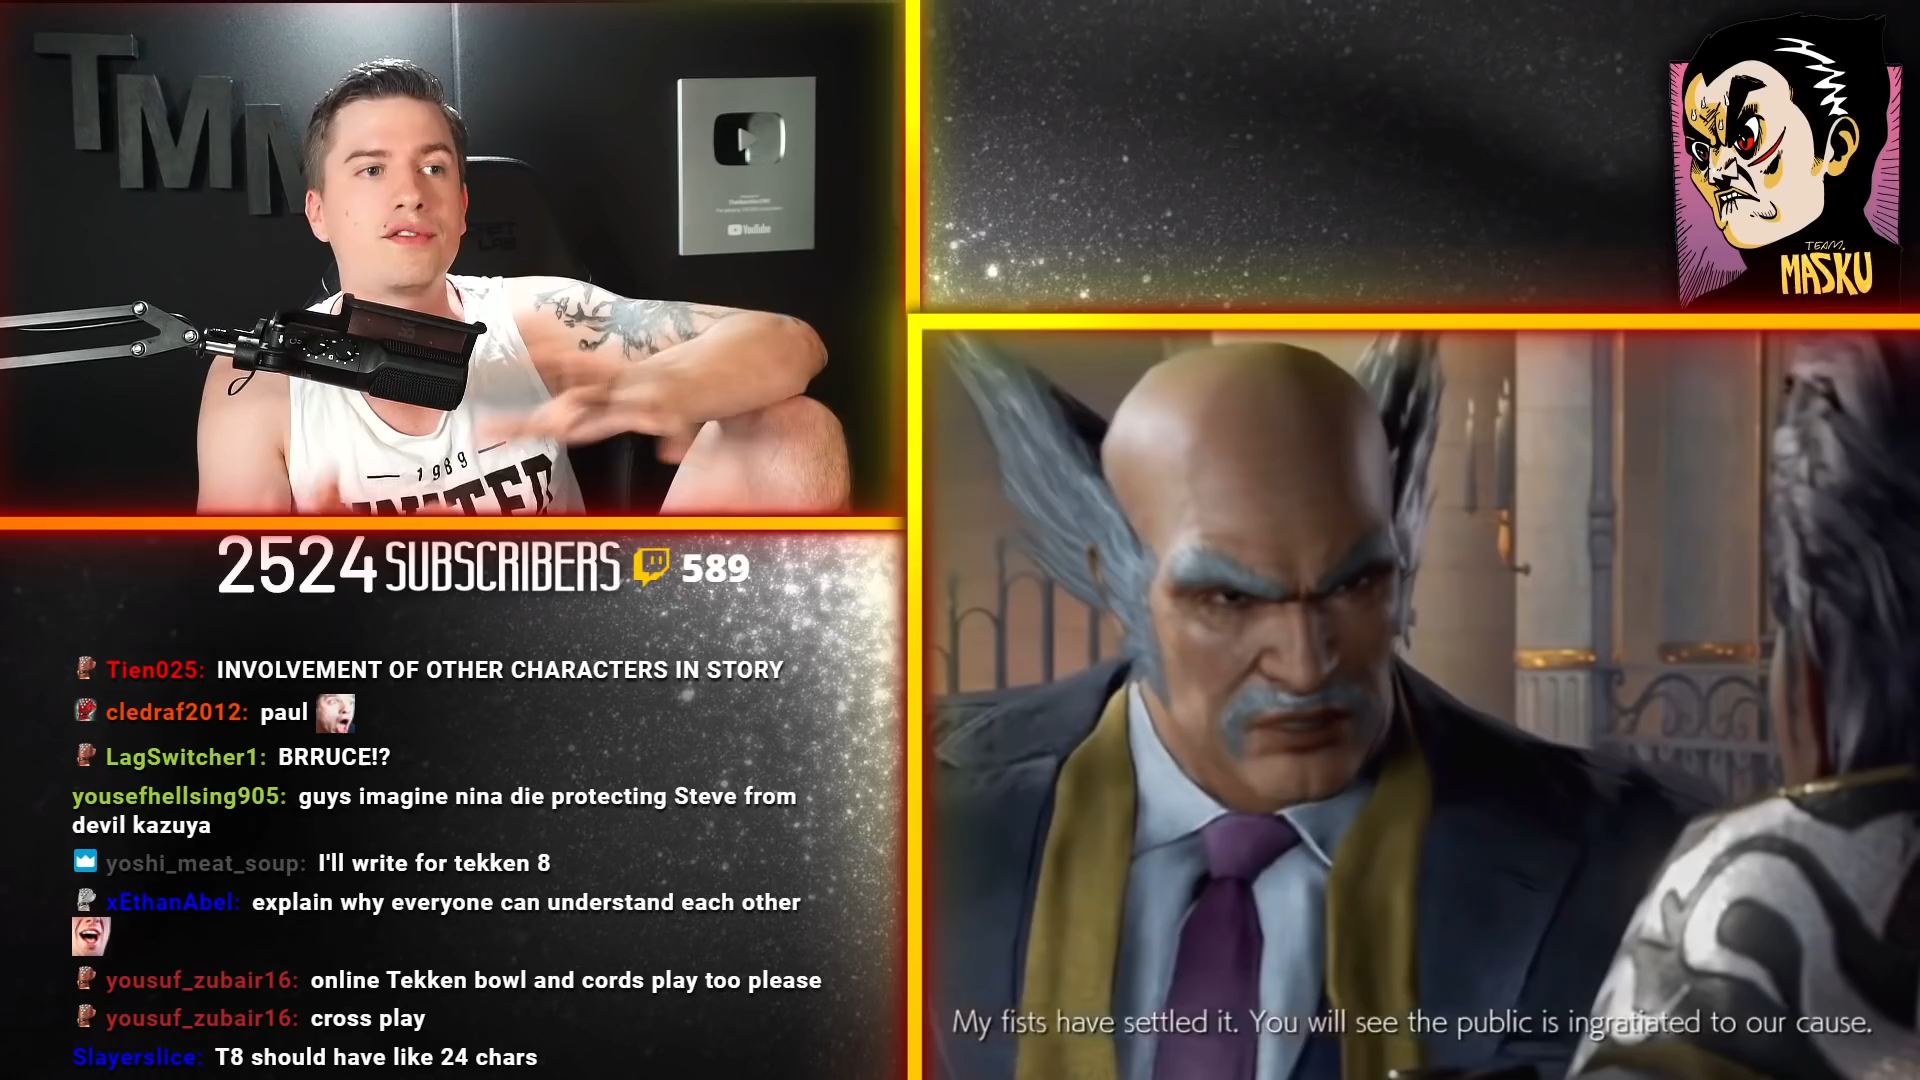 TMM
YouTube
1989
UNITED
TEAM.
MASKU
2524 SUBSCRIBERS 589
Tien025: INVOLVEMENT OF OTHER CHARACTERS IN STORY
cledraf2012: paul
LagSwitcher1: BRRUCE!?
yousefhellsing905: guys imagine nina die protecting Steve from
devil kazuya
yoshi_meat_soup: I'll write for tekken 8
xEthanAbel: explain why everyone can understand each other
yousuf_zubair16: online Tekken bowl and cords play too please
yousuf_zubair16: cross play
Slayerslice: T8 should have like 24 chars
My fists have settled it. You will see the public is ingratiated to our cause.